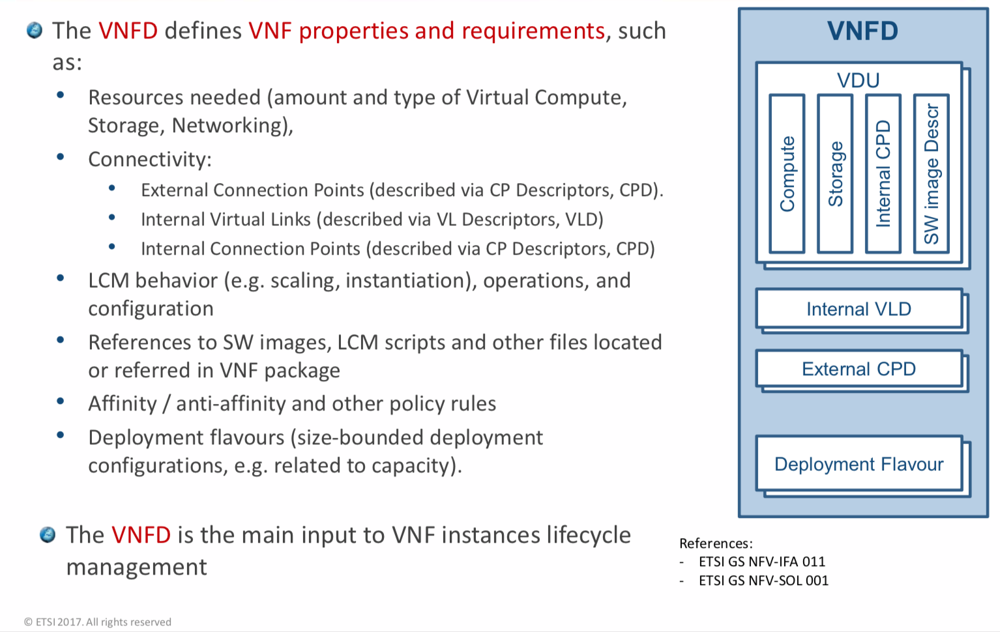 The VNFD defines VNF properties and requirements, such
as:
• Resources needed (amount and type of Virtual Compute,
Storage, Networking),
• Connectivity:
• External Connection Points (described via CP Descriptors, CPD).
• Internal Virtual Links (described via VL Descriptors, VLD)
• Internal Connection Points (described via CP Descriptors, CPD)
• LCM behavior (e.g. scaling, instantiation), operations, and
configuration
• References to SW images, LCM scripts and other files located
or referred in VNF package
• Affinity / anti-affinity and other policy rules
• Deployment flavours (size-bounded deployment
configurations, e.g. related to capacity).
The VNFD is the main input to VNF instances lifecycle
management
VNFD
VDU
Compute
Storage
Internal CPD
SW image Descr
Internal VLD
External CPD
Deployment Flavour
References:
- ETSI GS NFV-IFA 011
- ETSI GS NFV-SOL 001
© ETSI 2017. All rights reserved